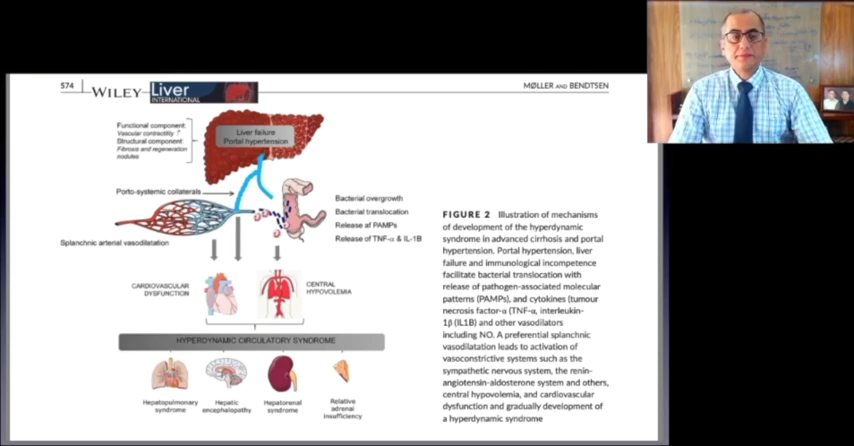 574
WILEY
Liver
INTERNATIONAL
MØLLER AND BENDTSEN
Functional component:
Vascular contractility ↑
Structural component:
Fibrosis and regeneration
nodules
Liver failure
Portal hypertension
Porto-systemic collaterals
Splanchnic arterial vasodilatation
Bacterial overgrowth
Bacterial translocation
Release af PAMPs
Release of TNF-α & IL-1B
CARDIOVASCULAR
DYSFUNCTION
CENTRAL
HYPOVOLEMIA
HYPERDYNAMIC CIRCULATORY SYNDROME
Hepatopulmonary
syndrome
Hepatic
encephalopathy
Hepatorenal
syndrome
Relative
adrenal
insufficiency
FIGURE 2 Illustration of mechanisms
of development of the hyperdynamic
syndrome in advanced cirrhosis and portal
hypertension. Portal hypertension, liver
failure and immunological incompetence
facilitate bacterial translocation with
release of pathogen-associated molecular
patterns (PAMPs), and cytokines (tumour
necrosis factor-α (TNF-α, interleukin-
1β (IL1B) and other vasodilators
including NO. A preferential splanchnic
vasodilatation leads to activation of
vasoconstrictive systems such as the
sympathetic nervous system, the renin-
angiotensin-aldosterone system and others,
central hypovolemia, and cardiovascular
dysfunction and gradually development of
a hyperdynamic syndrome